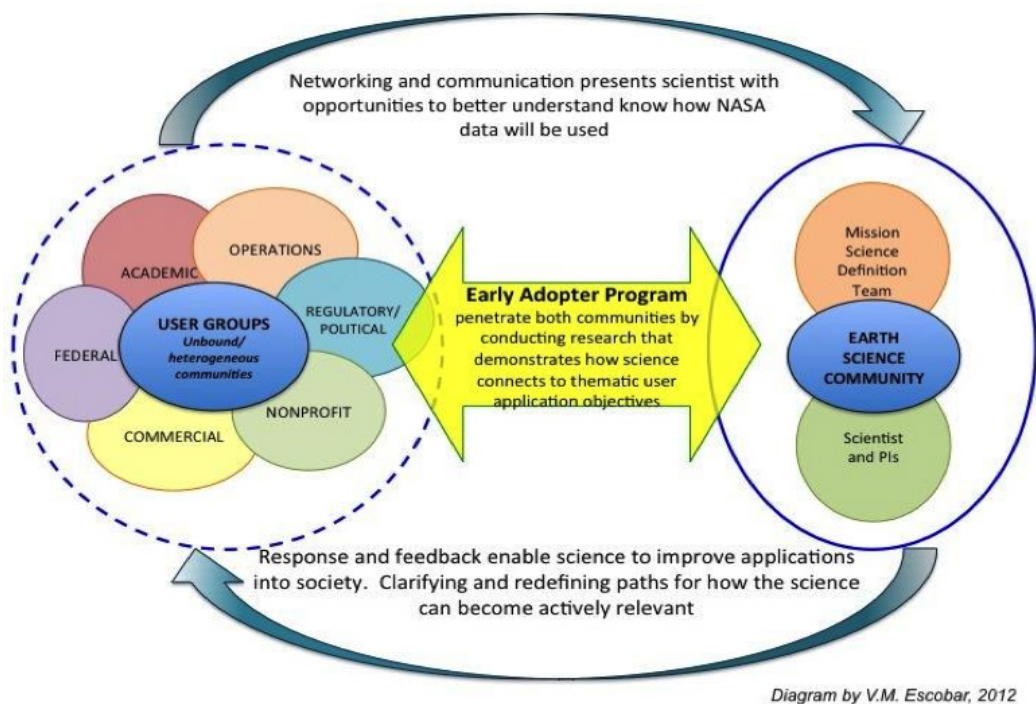 Networking and communication presents scientist with
opportunities to better understand know how NASA
data will be used
ACADEMIC
OPERATIONS
REGULATORY/
POLITICAL
FEDERAL
USER GROUPS
Unbound/
heterogeneous
communities
NONPROFIT
COMMERCIAL
Early Adopter Program
penetrate both communities by
conducting research that
demonstrates how science
connects to thematic user
application objectives
Mission
Science
Definition
Team
EARTH
SCIENCE
COMMUNITY
Scientist
and PIs
Response and feedback enable science to improve applications
into society. Clarifying and redefining paths for how the science
can become actively relevant
Diagram by V.M. Escobar, 2012